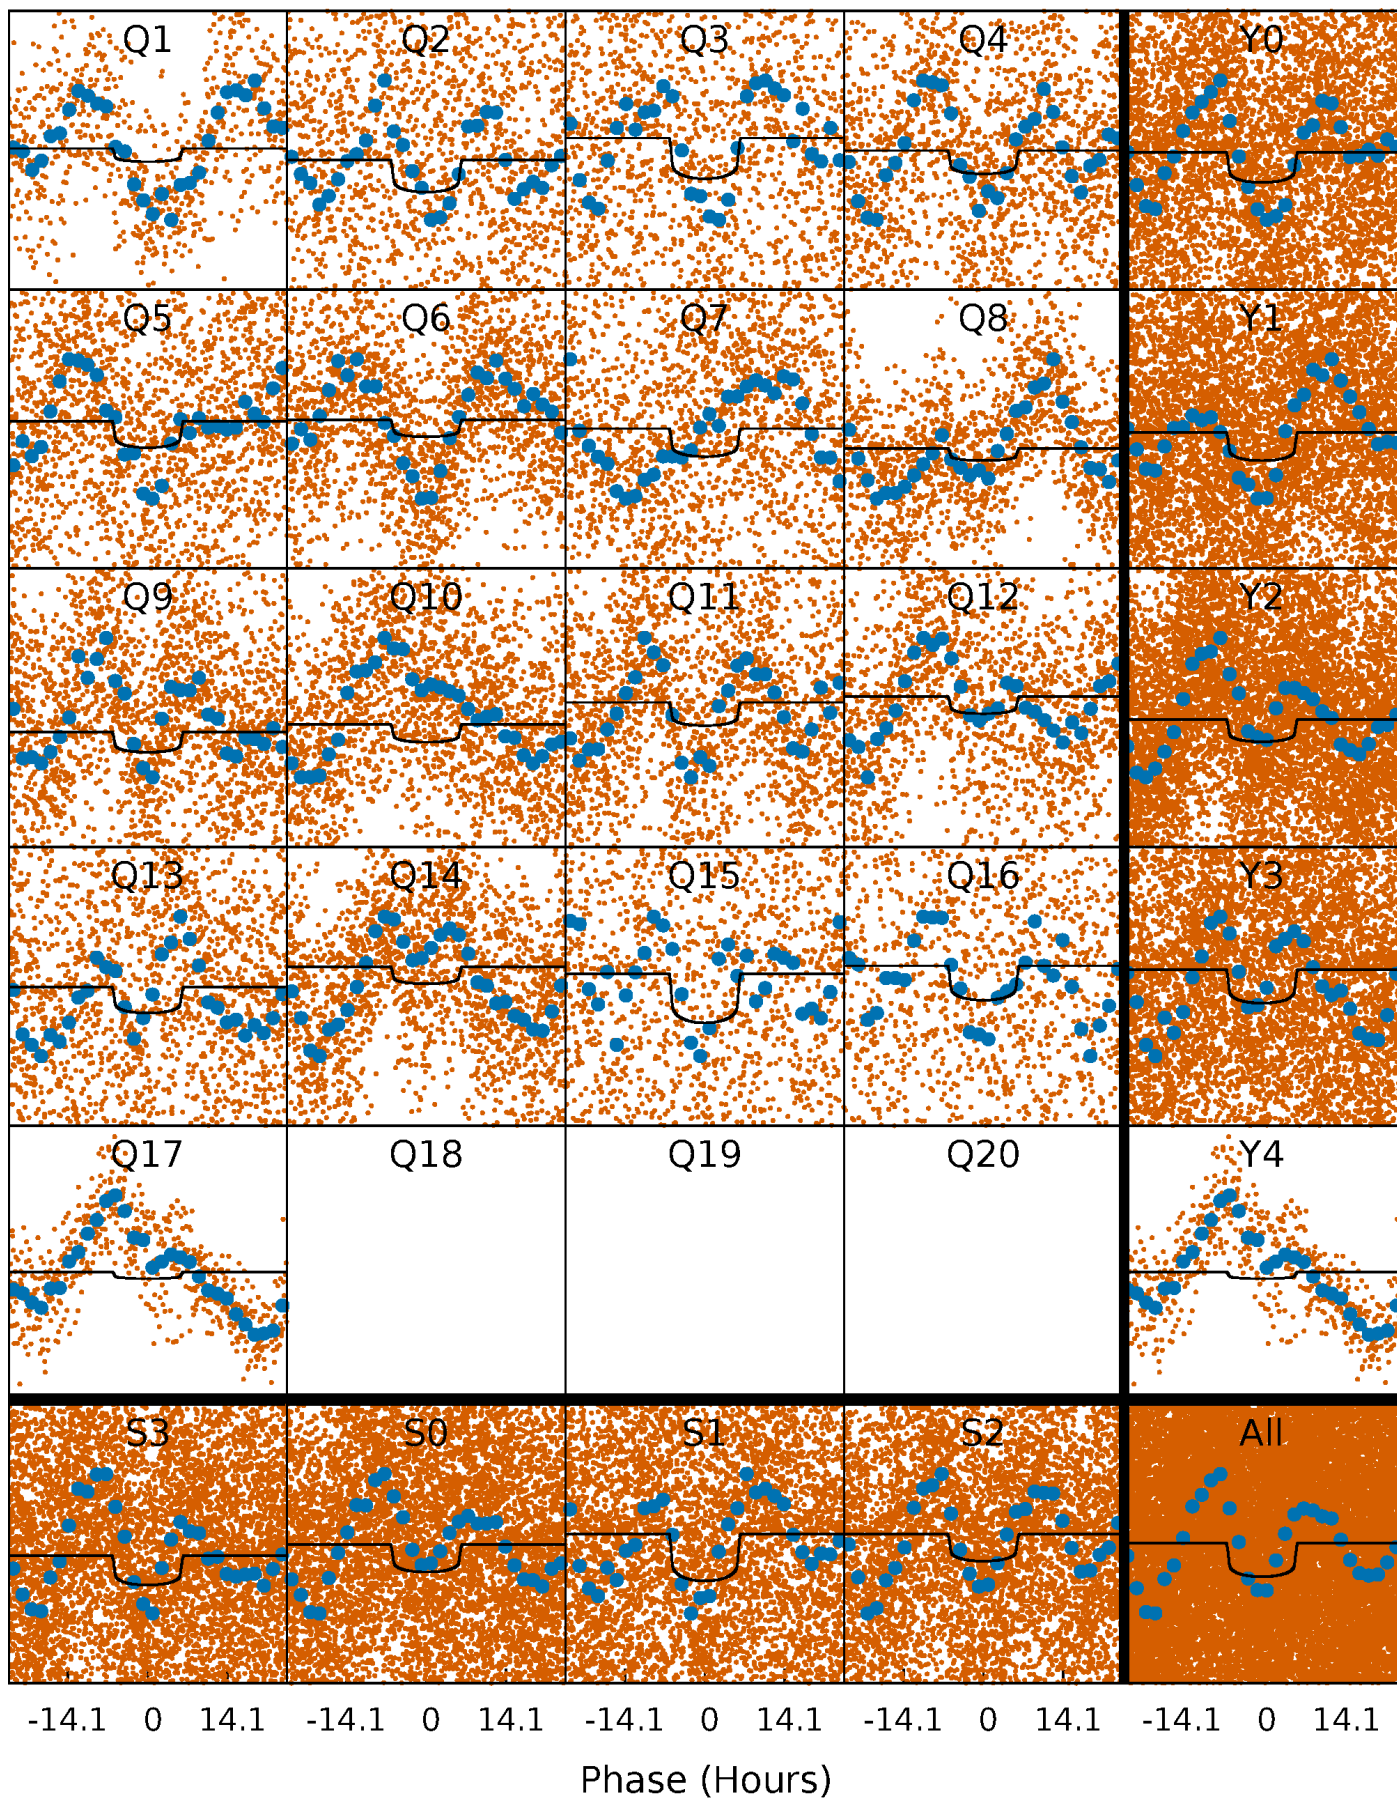 Q1 Q2 Q3 Q4 Y0
Q5 Q6 Q7 Q8 Y1
Q9 Q10 Q11 Q12 Y2
Q13 Q14 Q15 Q16 Y3
Q17 Q18 Q19 Q20 Y4
S3 S0 S1 S2 All
-14.1 0 14.1 -14.1 0 14.1 -14.1 0 14.1 -14.1 0 14.1 -14.1 0 14.1
Phase (Hours)